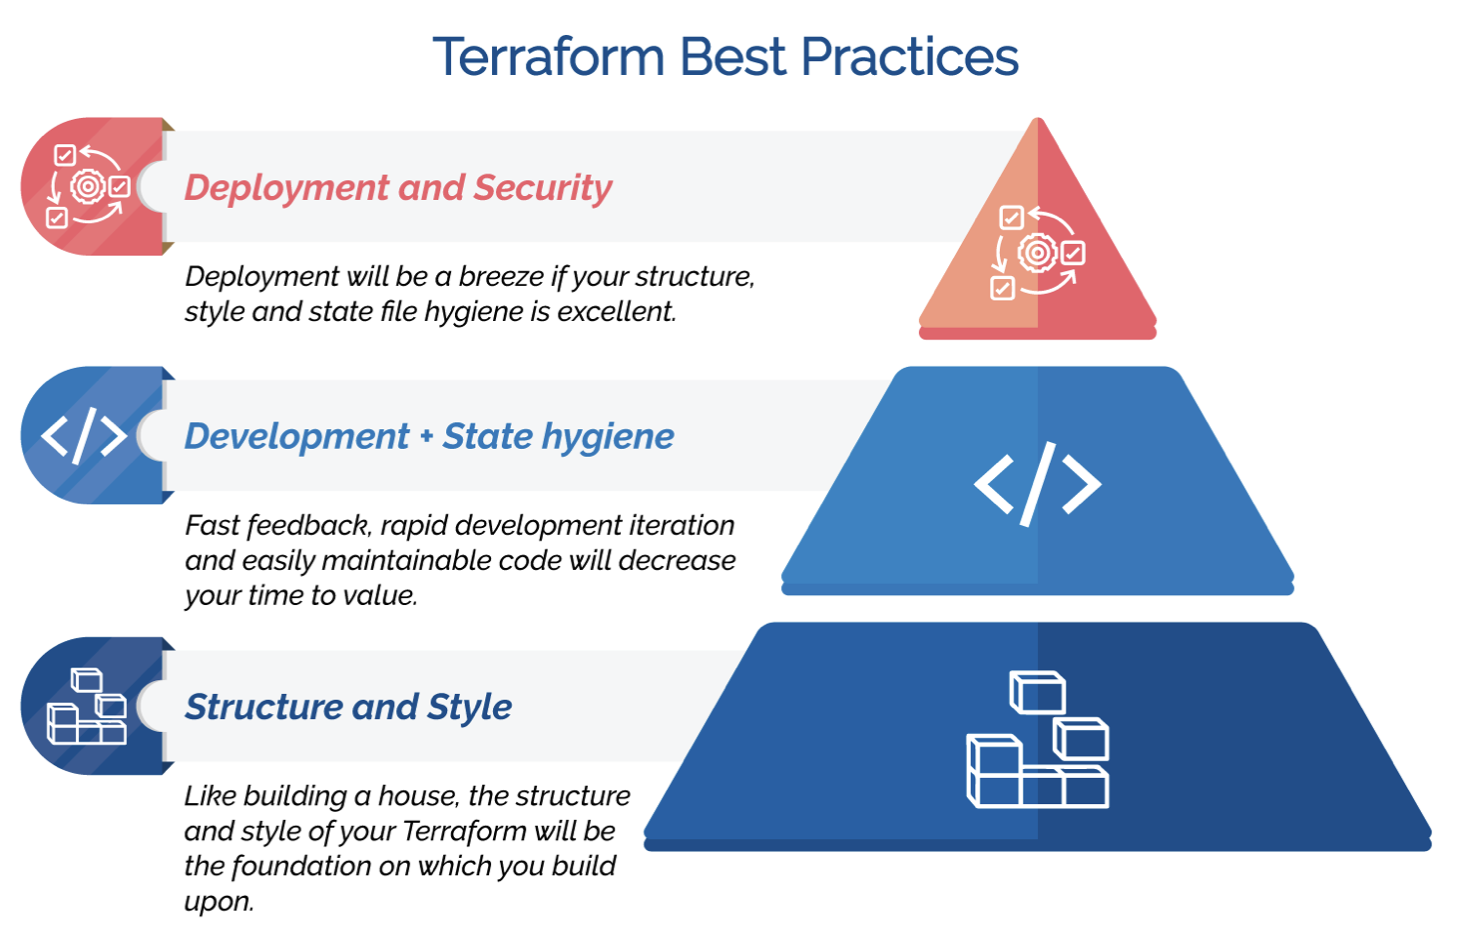 Terraform Best Practices
Deployment and Security
Deployment will be a breeze if your structure,
style and state file hygiene is excellent.
Development + State hygiene
Fast feedback, rapid development iteration
and easily maintainable code will decrease
your time to value.
Structure and Style
Like building a house, the structure
and style of your Terraform will be
the foundation on which you build
upon.